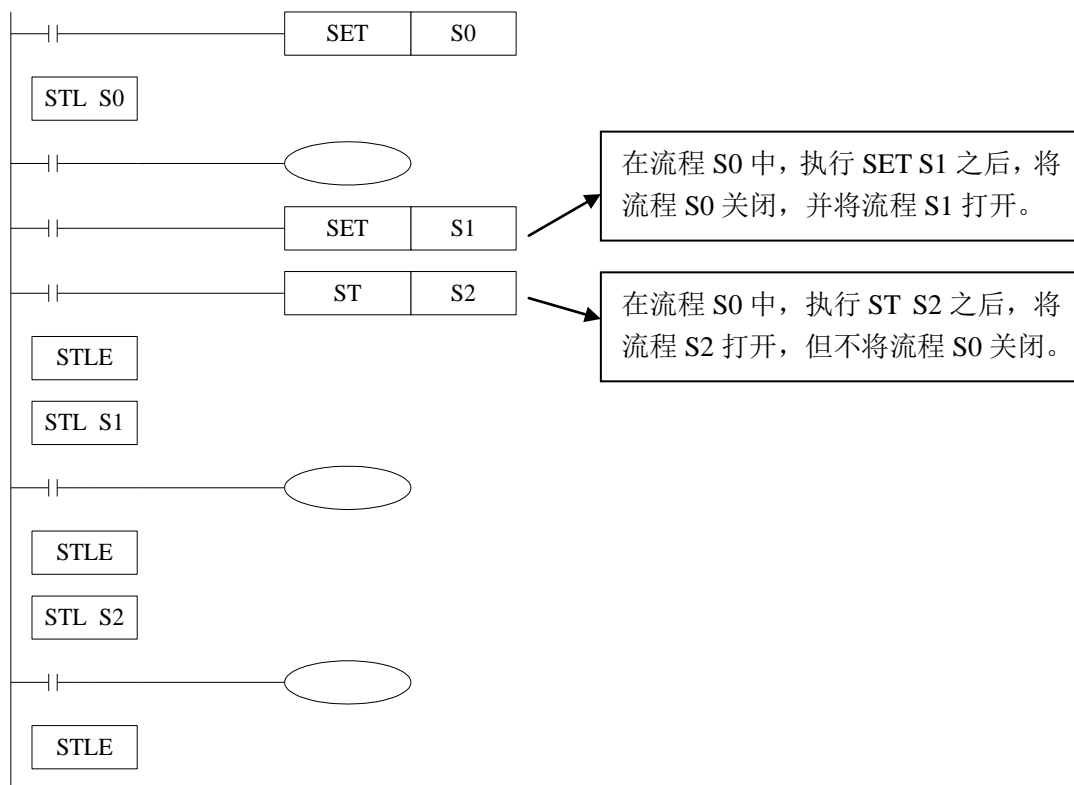 SET S0
STL S0
在流程 S0 中，执行 SET S1 之后，将
流程 S0 关闭，并将流程 S1 打开。
SET S1
ST S2
在流程 S0 中，执行 ST S2 之后，将
流程 S2 打开，但不将流程 S0 关闭。
STLE
STL S1
STLE
STL S2
STLE